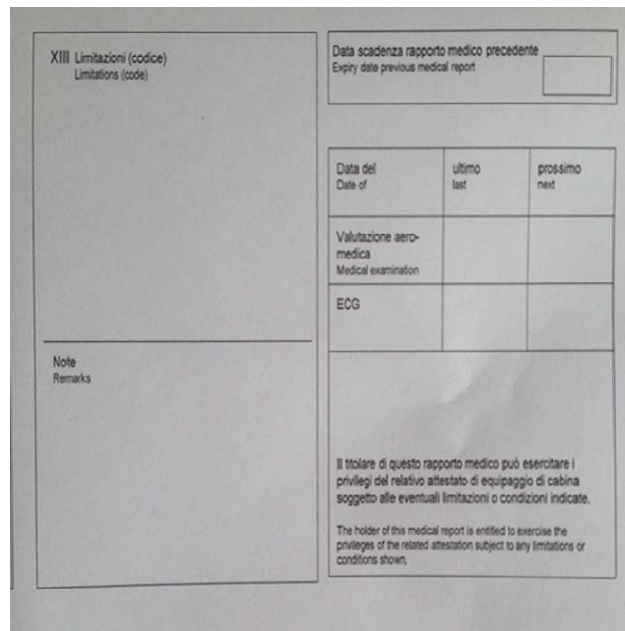 XIII Limitazioni (codice)
Limitations (code)
Note
Remarks
Data scadenza rapporto medico precedente
Expiry date previous medical report
Data del
Date of
ultimo
last
prossimo
next
Valutazione aero-
medica
Medical examination
ECG
Il titolare di questo rapporto medico può esercitare i
privilegi del relativo attestato di equipaggio di cabina
soggetto alle eventuali limitazioni o condizioni indicate.
The holder of this medical report is entitled to exercise the
privileges of the related attestation subject to any limitations or
conditions shown.